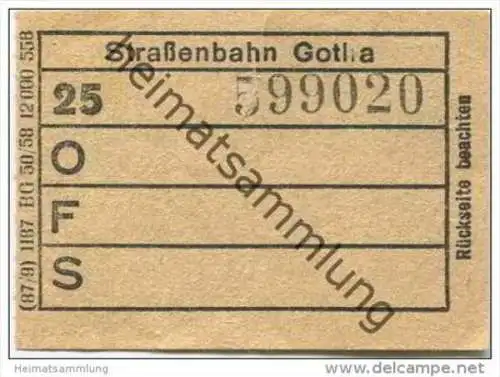 Straßenbahn Gotha
25 599020
O
F
S
(87/9) 1187 BG 50/58 12 000 558
Rückseite beachten
heimatsammlung
Heimatsammlung
delcampe.net